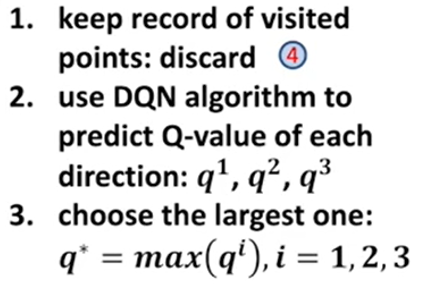 1. keep record of visited
points: discard ④
2. use DQN algorithm to
predict Q-value of each
direction: q¹, q², q³
3. choose the largest one:
q* = max(qⁱ), i = 1, 2, 3